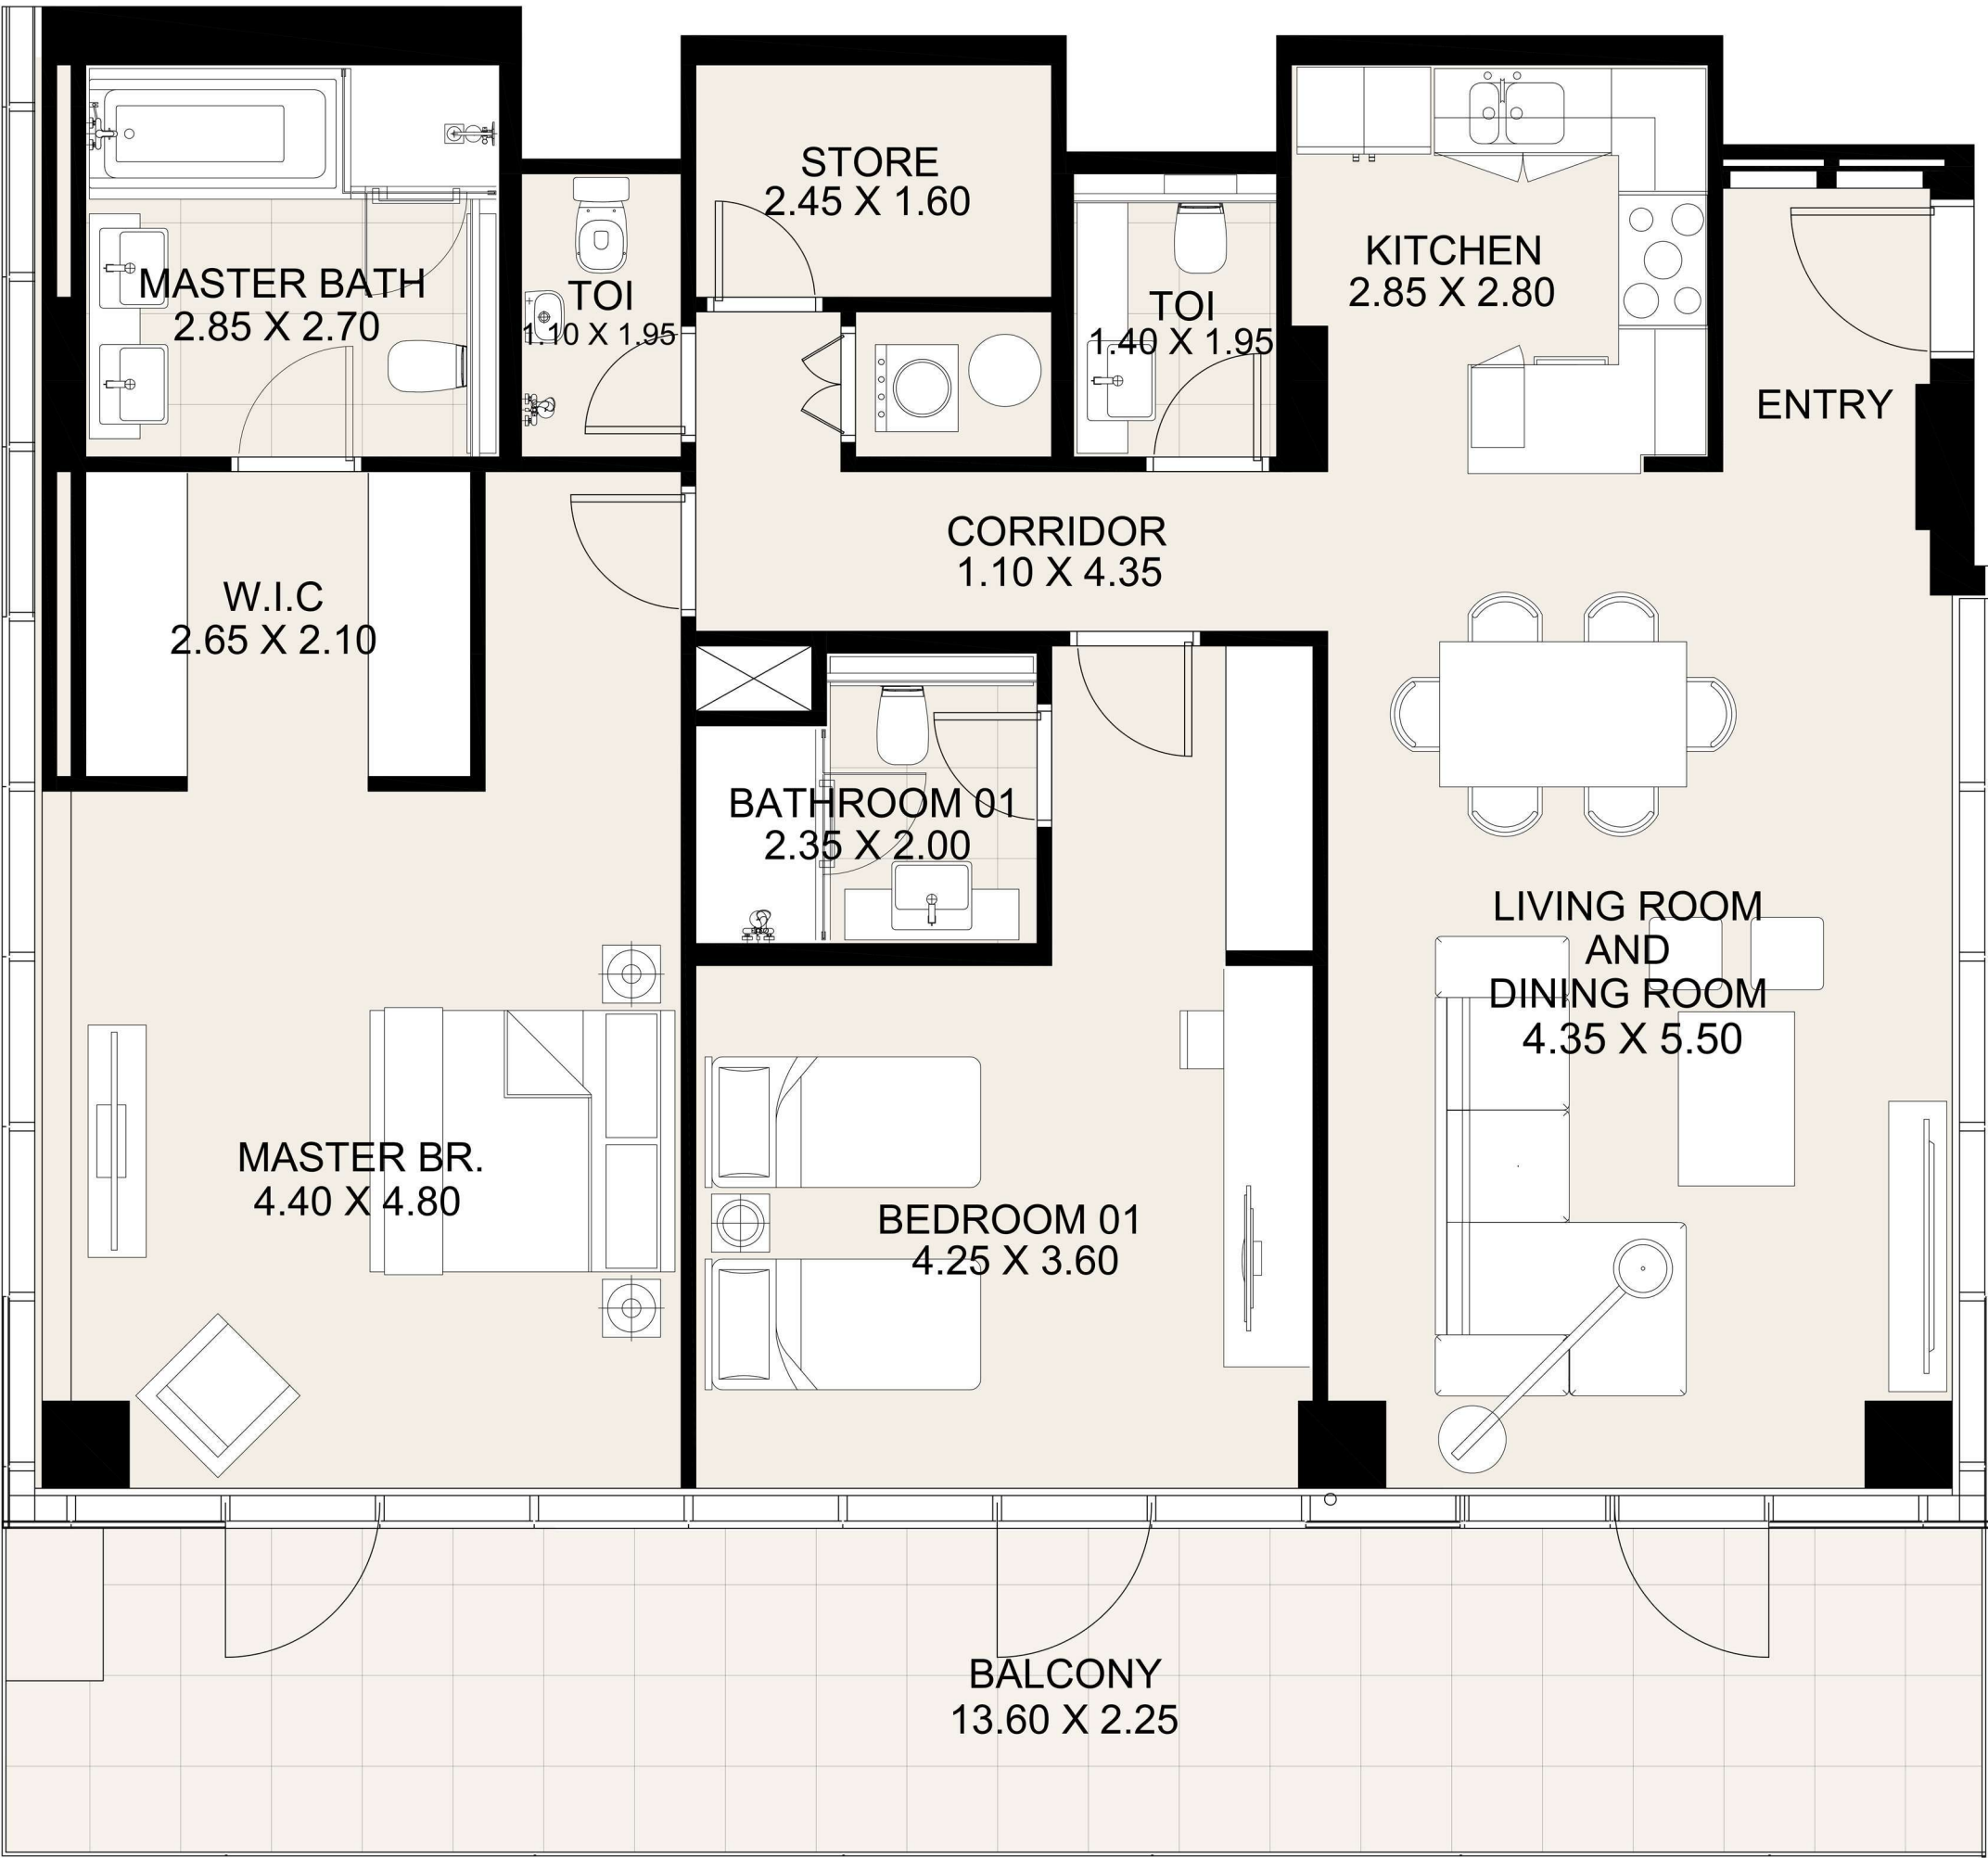 STORE
2.45 X 1.60
KITCHEN
2.85 X 2.80
MASTER BATH
2.85 X 2.70
TOI
1.10 X 1.95
TOI
1.40 X 1.95
ENTRY
CORRIDOR
1.10 X 4.35
W.I.C
2.65 X 2.10
BATHROOM 01
2.35 X 2.00
LIVING ROOM
AND
DINING ROOM
4.35 X 5.50
MASTER BR.
4.40 X 4.80
BEDROOM 01
4.25 X 3.60
BALCONY
13.60 X 2.25